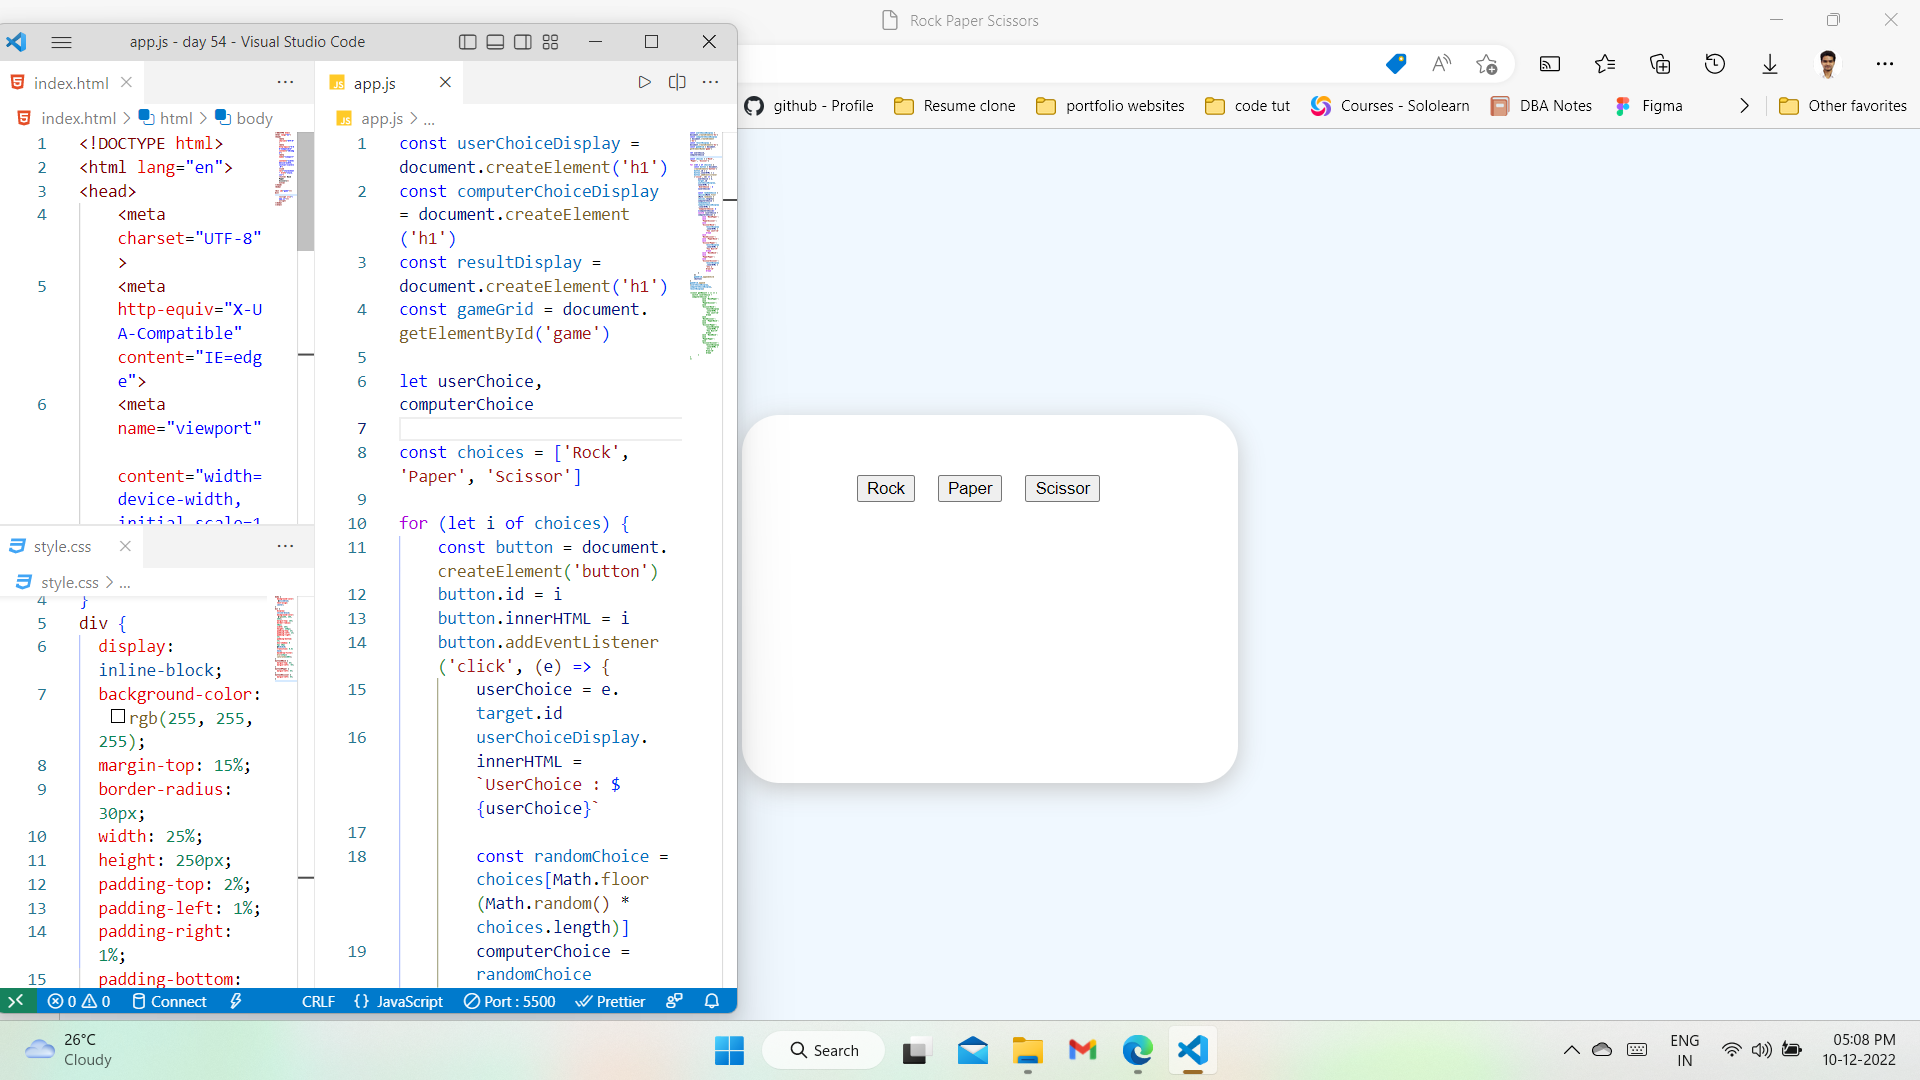 Rock Paper Scissors
app.js - day 54 - Visual Studio Code
index.html
app.js
github - Profile
Resume clone
portfolio websites
code tut
Courses - Sololearn
DBA Notes
Figma
Other favorites
index.html > html > body
1 <!DOCTYPE html>
2 <html lang="en">
3 <head>
4 <meta
charset="UTF-8"
>
5 <meta
http-equiv="X-U
A-Compatible"
content="IE=edg
e">
6 <meta
name="viewport"
content="width=
device-width,
initial-scale=1
style.css
style.css > ...
4 }
5 div {
6 display:
inline-block;
7 background-color:
rgb(255, 255,
255);
8 margin-top: 15%;
9 border-radius:
30px;
10 width: 25%;
11 height: 250px;
12 padding-top: 2%;
13 padding-left: 1%;
14 padding-right:
1%;
15 padding-bottom:
app.js > ...
1 const userChoiceDisplay =
document.createElement('h1')
2 const computerChoiceDisplay
= document.createElement
('h1')
3 const resultDisplay =
document.createElement('h1')
4 const gameGrid = document.
getElementById('game')
5
6 let userChoice,
computerChoice
7
8 const choices = ['Rock',
'Paper', 'Scissor']
9
10 for (let i of choices) {
11 const button = document.
createElement('button')
12 button.id = i
13 button.innerHTML = i
14 button.addEventListener
('click', (e) => {
15 userChoice = e.
target.id
16 userChoiceDisplay.
innerHTML =
`UserChoice : $
{userChoice}`
17
18 const randomChoice =
choices[Math.floor
(Math.random() *
choices.length)]
19 computerChoice =
randomChoice
Rock
Paper
Scissor
0 0 Connect CRLF {} JavaScript Port : 5500 Prettier
26°C
Cloudy
Search
ENG
IN
05:08 PM
10-12-2022